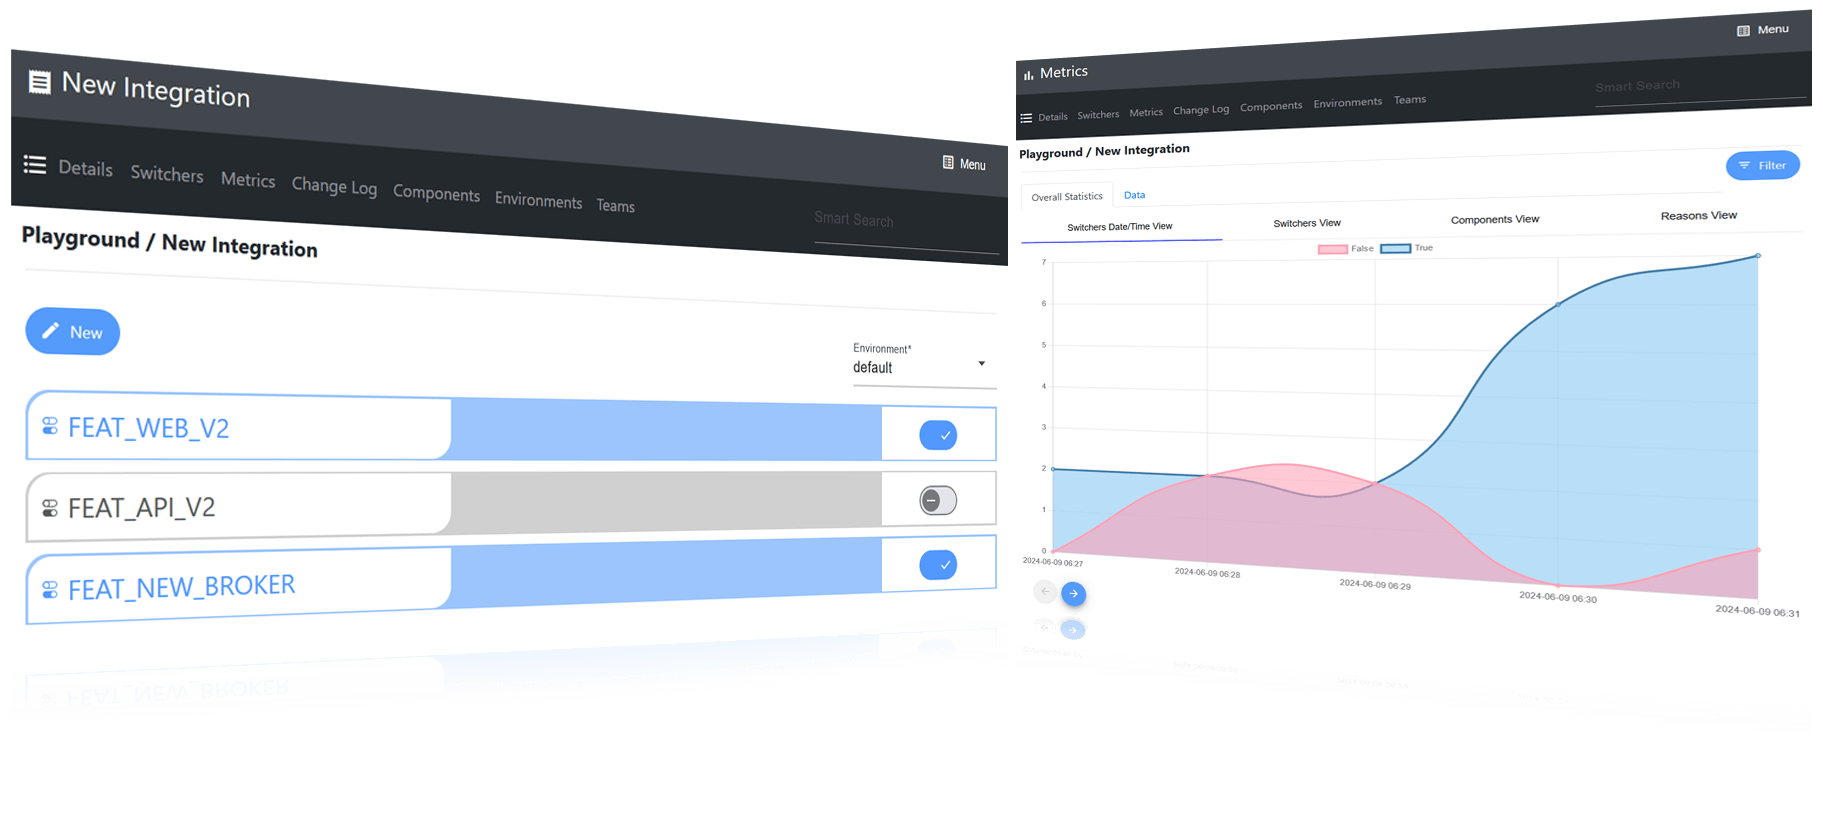 New Integration
Menu
Details Switchers Metrics Change Log Components Environments Teams
Smart Search
Playground / New Integration
New
Environment*
default
FEAT_WEB_V2
FEAT_API_V2
FEAT_NEW_BROKER
FEAT_NEW_BROKER
Metrics
Menu
Details Switchers Metrics Change Log Components Environments Teams
Smart Search
Playground / New Integration
Filter
Overall Statistics Data
Switchers Date/Time View Switchers View Components View Reasons View
False True
7
6
5
4
3
2
1
0
2024-06-09 06:27 2024-06-09 06:28 2024-06-09 06:29 2024-06-09 06:30 2024-06-09 06:31